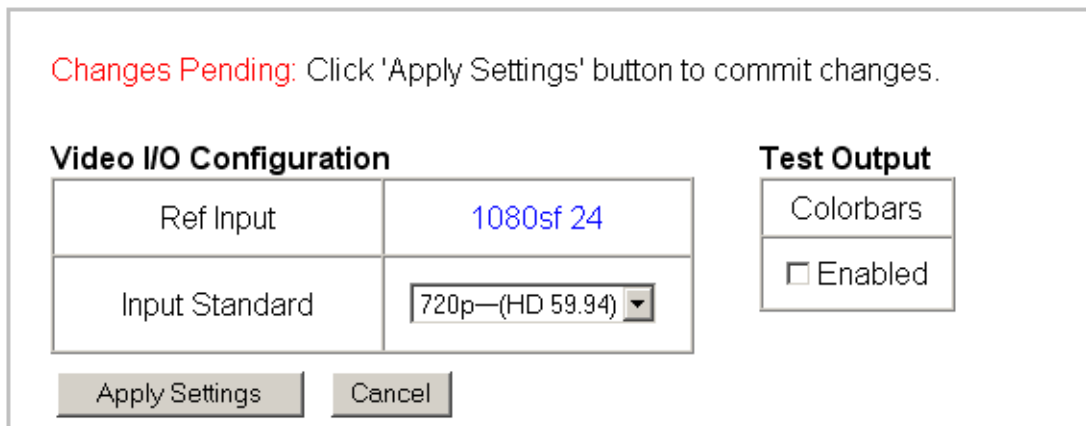 Changes Pending: Click 'Apply Settings' button to commit changes.
Video I/O Configuration
Ref Input 1080sf 24
Input Standard 720p—(HD 59.94)
Test Output
Colorbars
Enabled
Apply Settings Cancel